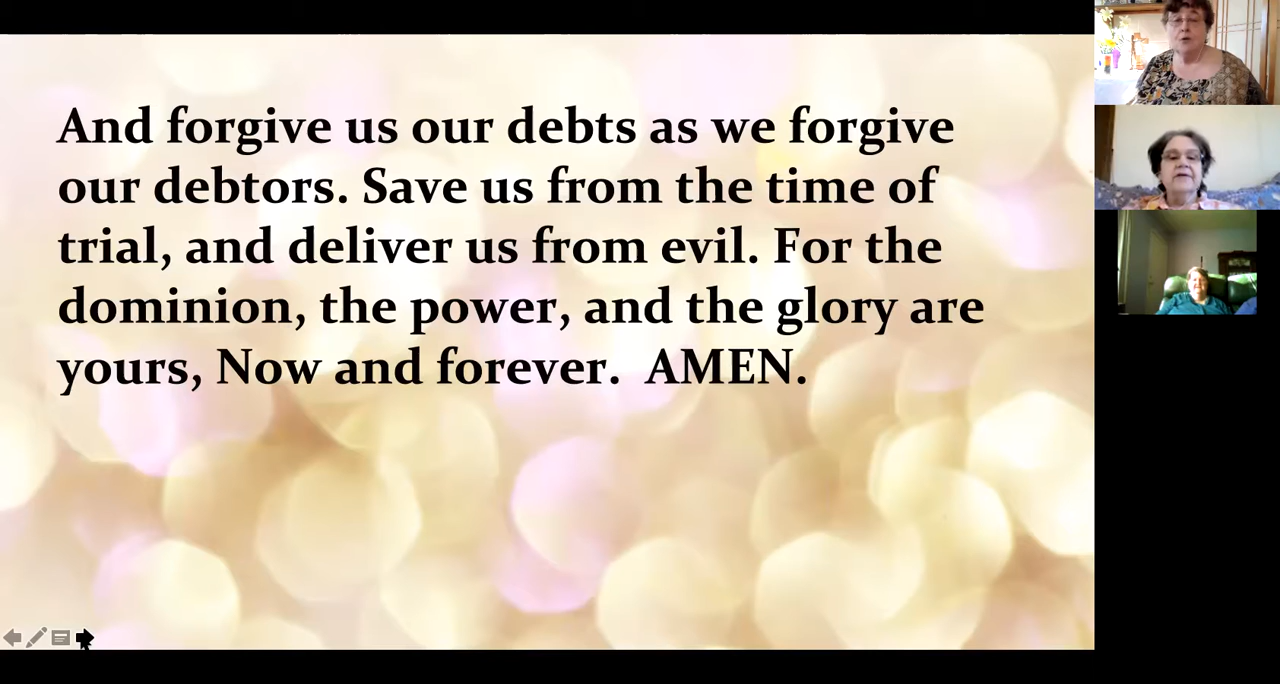 And forgive us our debts as we forgive
our debtors. Save us from the time of
trial, and deliver us from evil. For the
dominion, the power, and the glory are
yours, Now and forever.  AMEN.